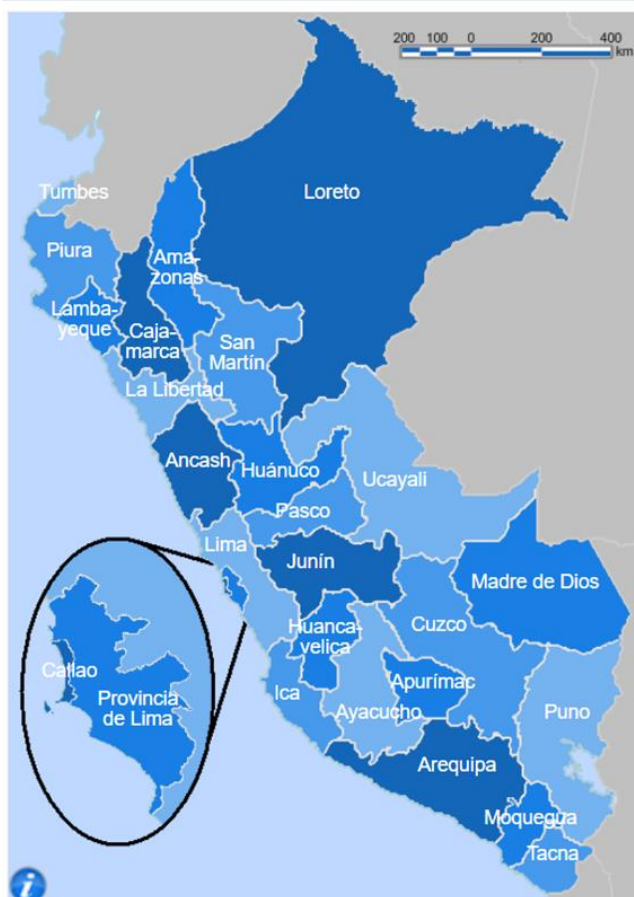 200 100 0 200 400
km
Tumbes
Loreto
Piura
Ama-
zonas
Lamba-
yeque
Caja-
marca
San
Martín
La Libertad
Ancash
Huánuco
Ucayali
Pasco
Lima
Junín
Madre de Dios
Huanca-
velica
Cuzco
Callao
Provincia
de Lima
Ica
Apurímac
Ayacucho
Puno
Arequipa
Moquegua
Tacna
i